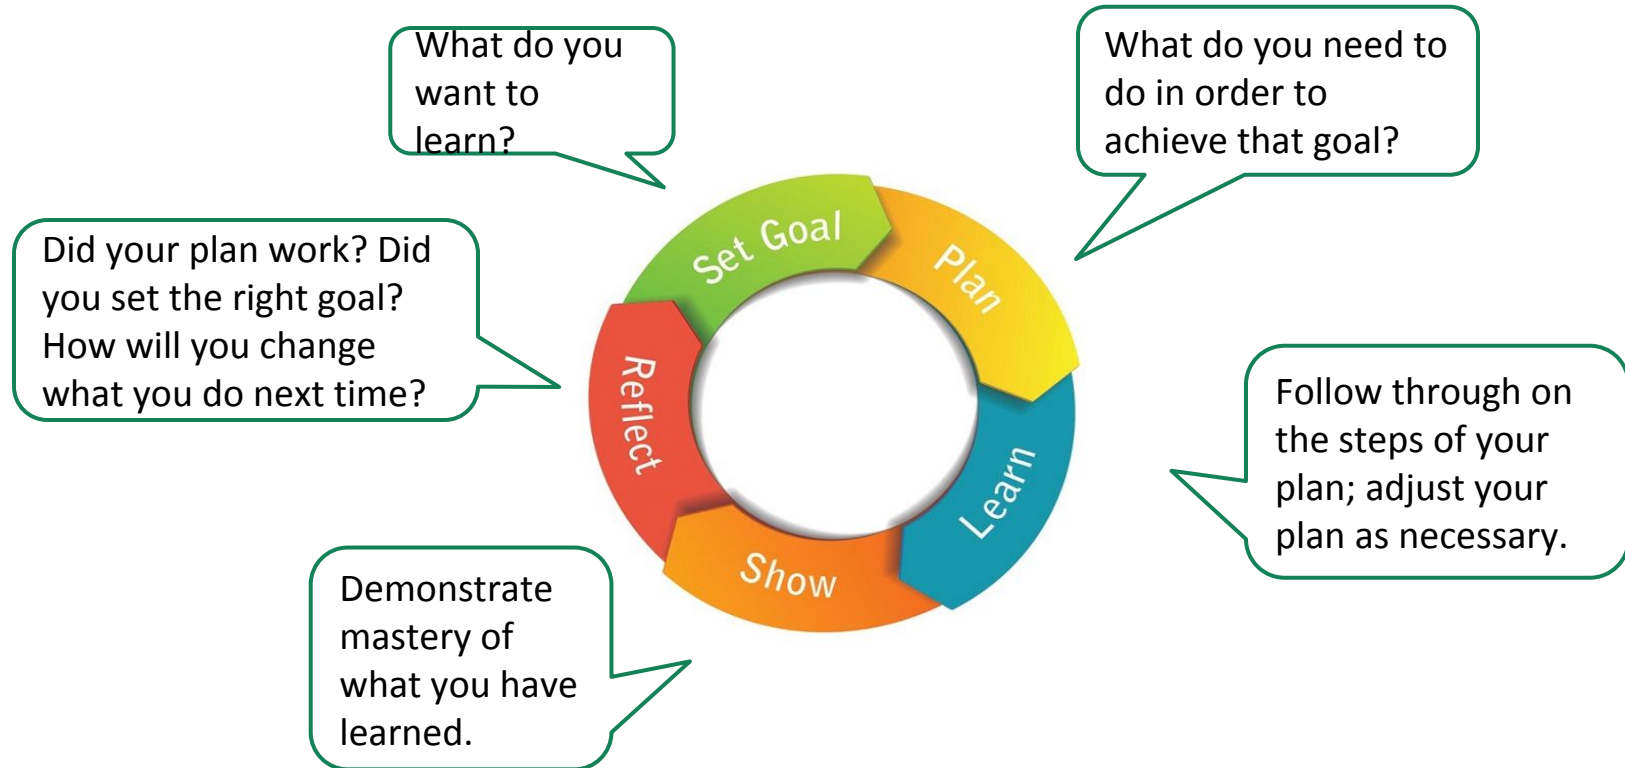 What do you
want to
learn?
What do you need to
do in order to
achieve that goal?
Set Goal
Plan
Did your plan work? Did
you set the right goal?
How will you change
what you do next time?
Reflect
Learn
Follow through on
the steps of your
plan; adjust your
plan as necessary.
Show
Demonstrate
mastery of
what you have
learned.